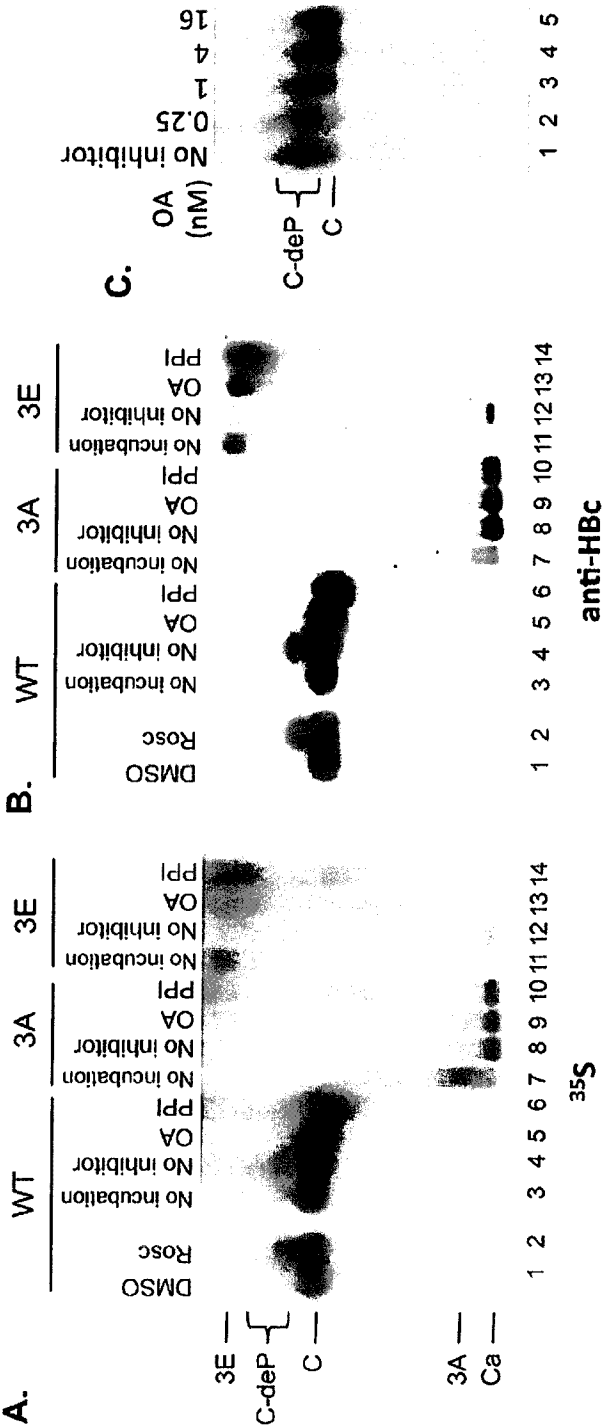 A.
WT
3A
3E
DMSO
Rosc
No incubation
No inhibitor
OA
PPI
No incubation
No inhibitor
OA
PPI
No incubation
No inhibitor
OA
PPI
3E
C-deP
C
3A
Ca
1 2 3 4 5 6 7 8 9 10 11 12 13 14
35S
B.
WT
3A
3E
DMSO
Rosc
No incubation
No inhibitor
OA
PPI
No incubation
No inhibitor
OA
PPI
No incubation
No inhibitor
OA
PPI
1 2 3 4 5 6 7 8 9 10 11 12 13 14
anti-HBc
C.
OA
(nM)
No inhibitor
0.25
1
4
16
C-deP
C
1 2 3 4 5